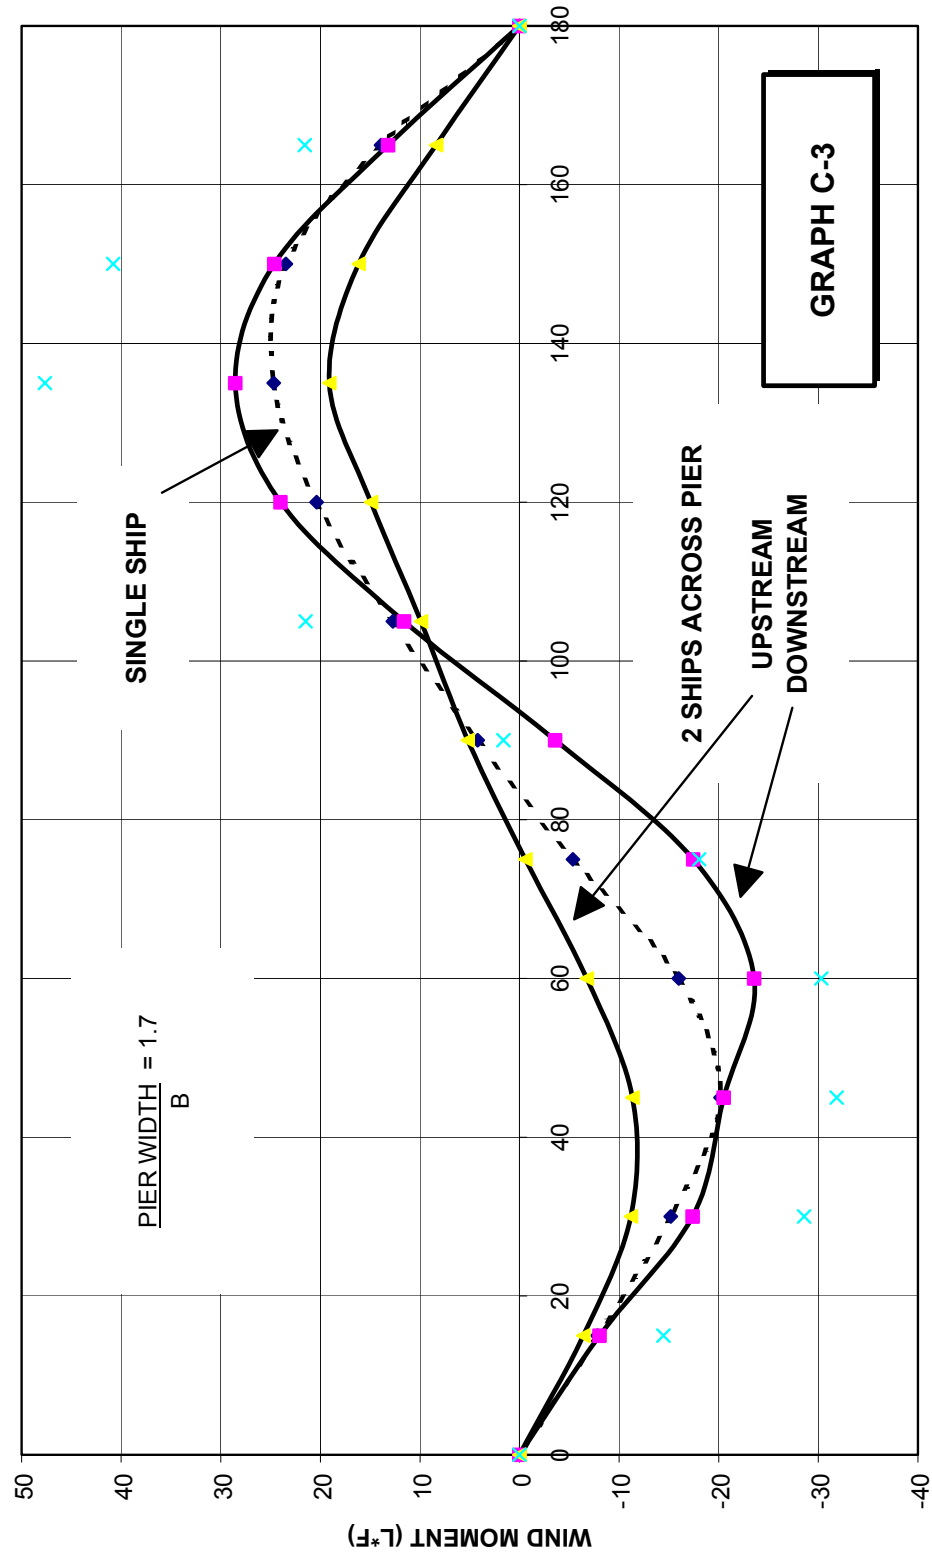 50
40
30
20
10
0
-10
-20
-30
-40
WIND MOMENT (L*F)
0
20
40
60
80
100
120
140
160
180
PIER WIDTH = 1.7
B
SINGLE SHIP
2 SHIPS ACROSS PIER
UPSTREAM
DOWNSTREAM
GRAPH C-3